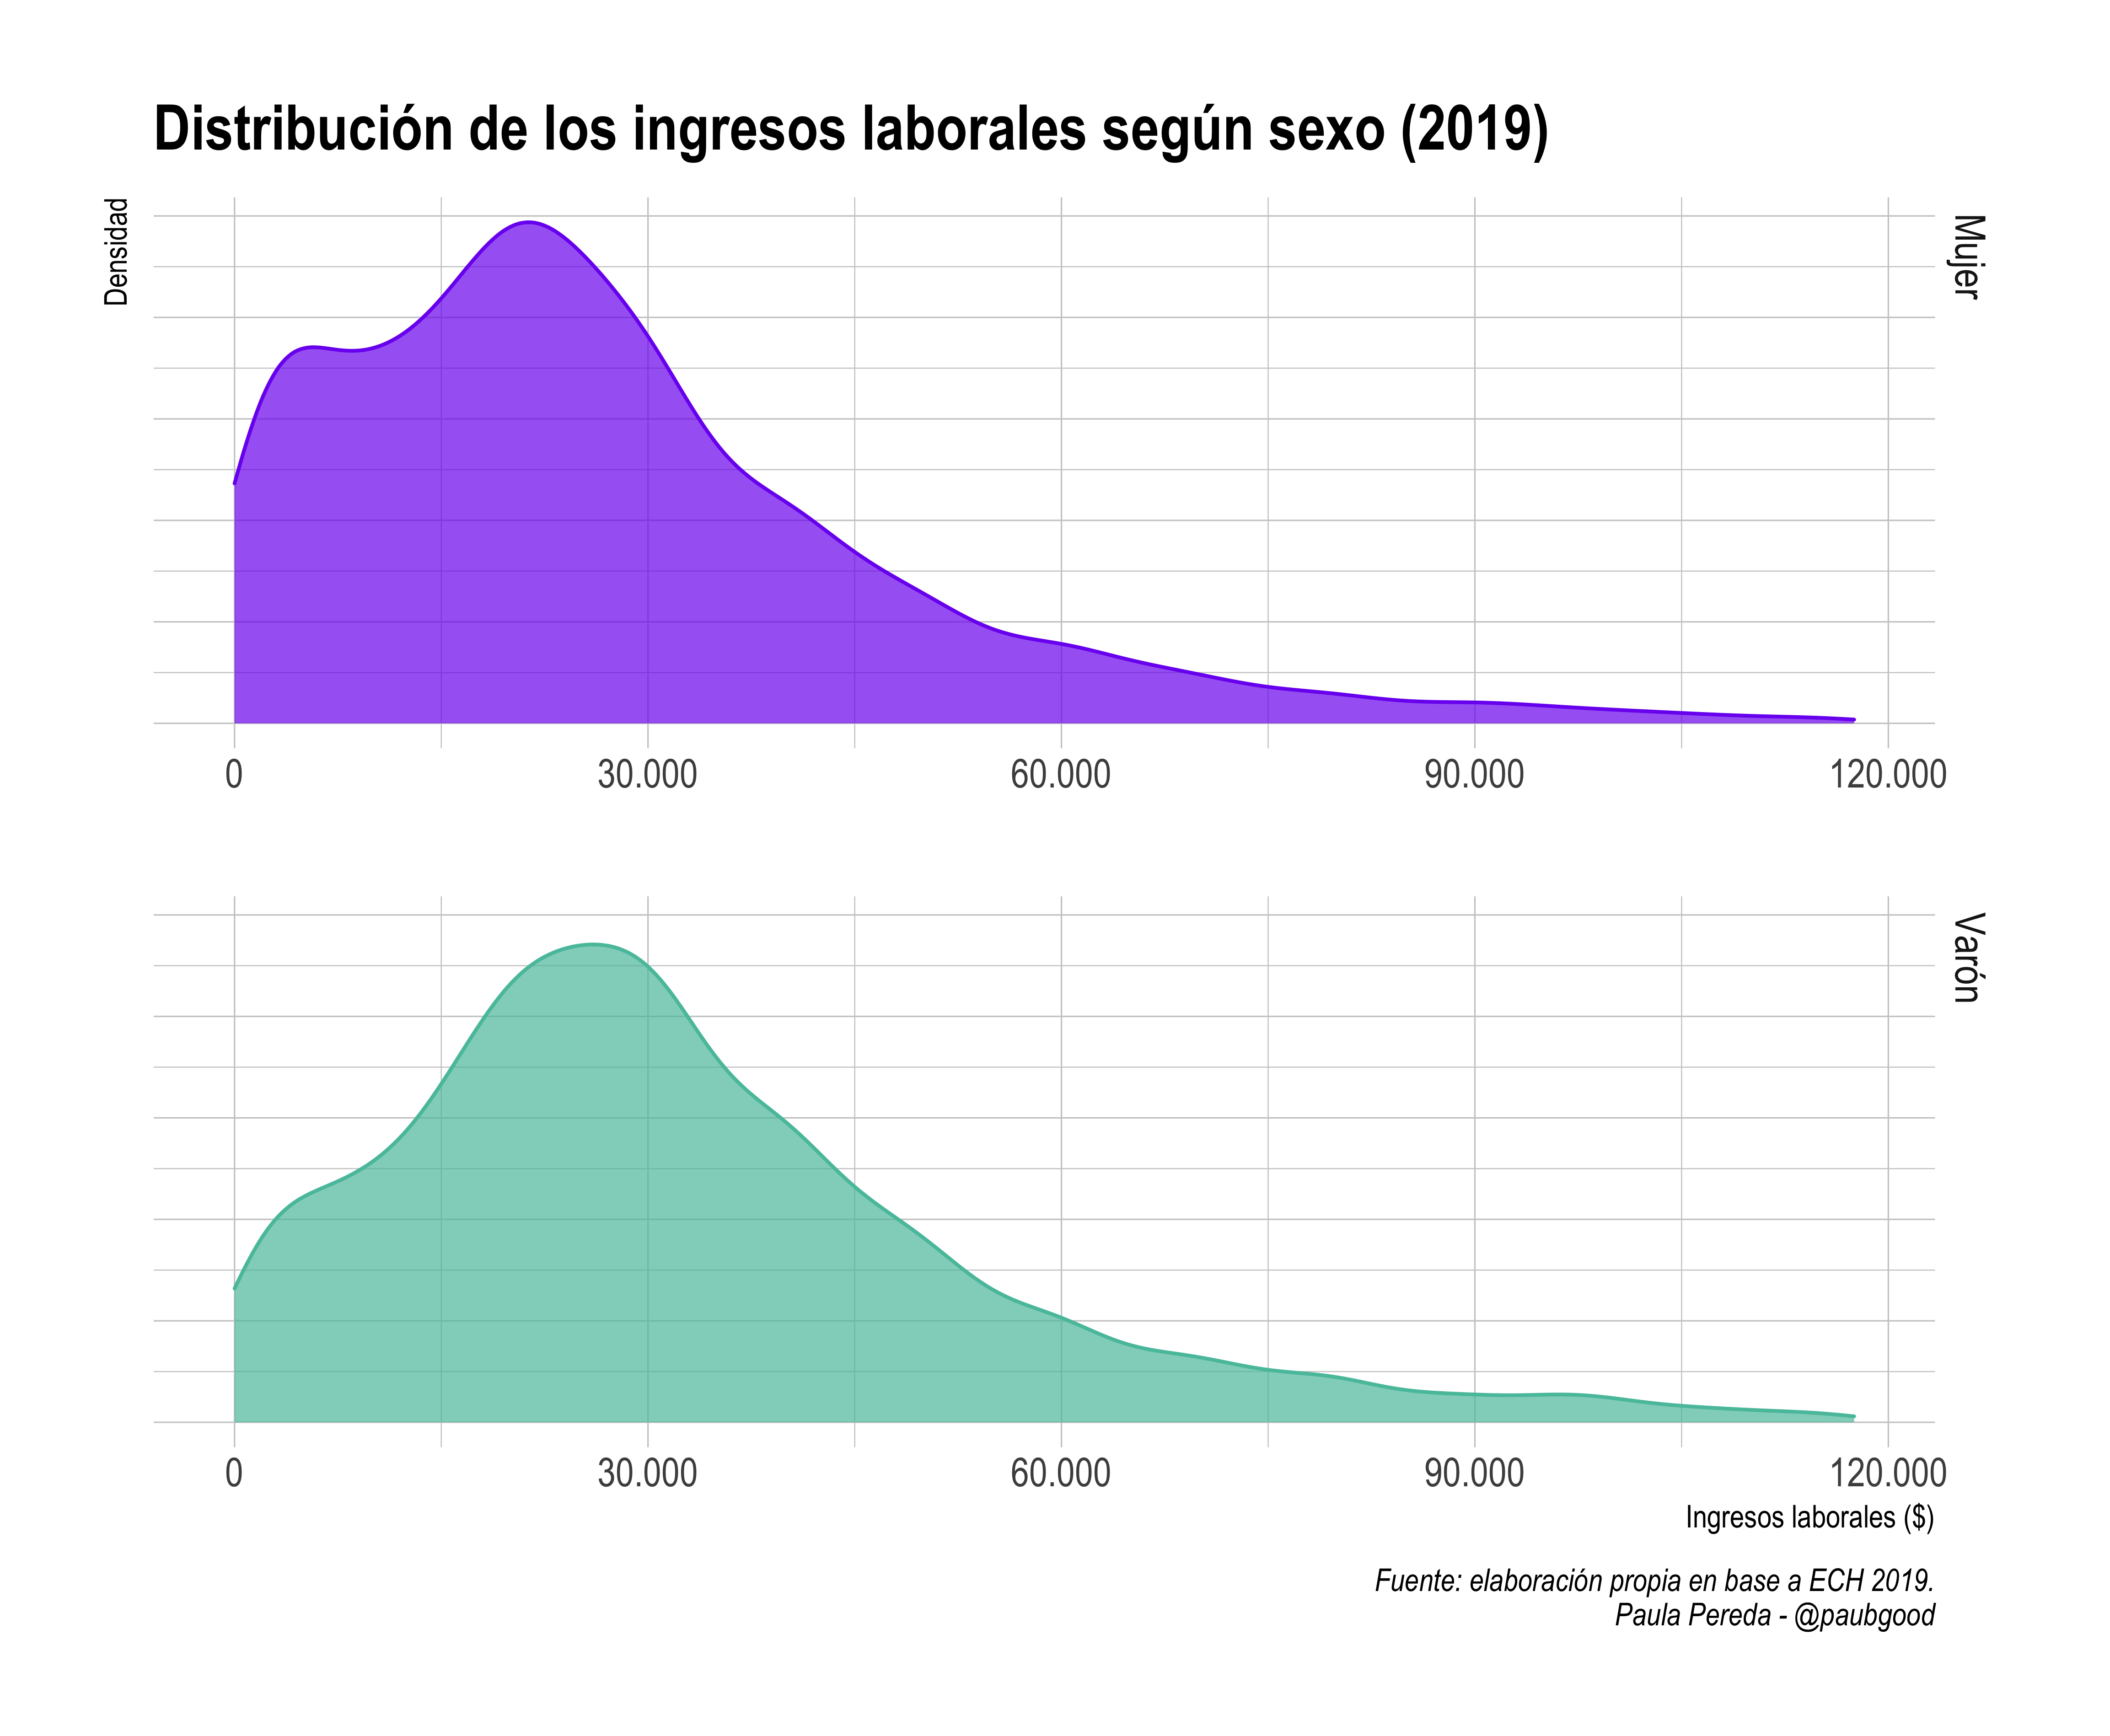 Distribución de los ingresos laborales según sexo (2019)
Densidad
Mujer
0 30.000 60.000 90.000 120.000
Varón
0 30.000 60.000 90.000 120.000
Ingresos laborales ($)
Fuente: elaboración propia en base a ECH 2019.
Paula Pereda - @paubgood